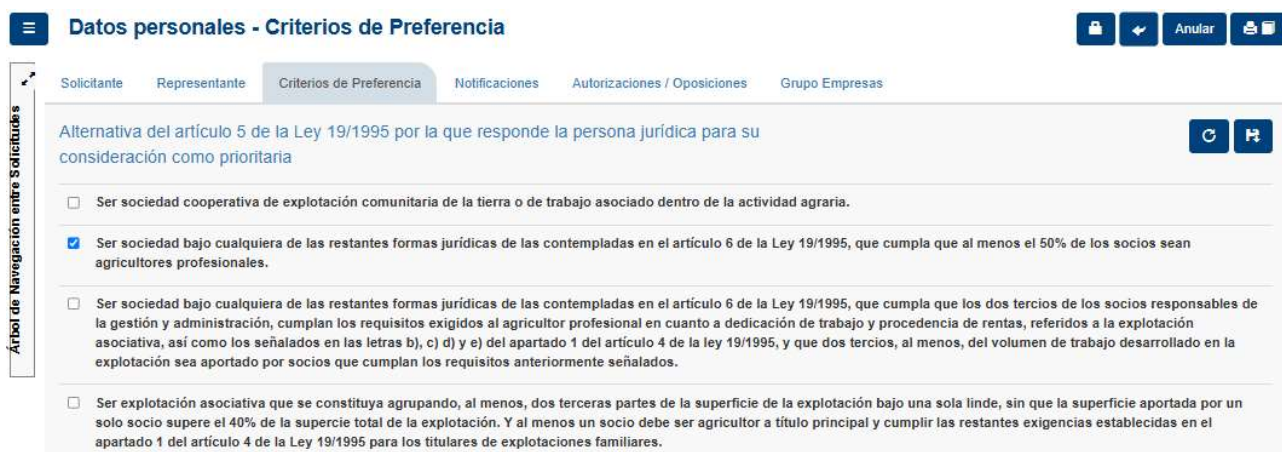 Datos personales - Criterios de Preferencia
Anular
Árbol de Navegación entre Solicitudes
Solicitante Representante Criterios de Preferencia Notificaciones Autorizaciones / Oposiciones Grupo Empresas
Alternativa del artículo 5 de la Ley 19/1995 por la que responde la persona jurídica para su
consideración como prioritaria
Ser sociedad cooperativa de explotación comunitaria de la tierra o de trabajo asociado dentro de la actividad agraria.
Ser sociedad bajo cualquiera de las restantes formas jurídicas de las contempladas en el artículo 6 de la Ley 19/1995, que cumpla que al menos el 50% de los socios sean
agricultores profesionales.
Ser sociedad bajo cualquiera de las restantes formas jurídicas de las contempladas en el artículo 6 de la Ley 19/1995, que cumpla que los dos tercios de los socios responsables de
la gestión y administración, cumplan los requisitos exigidos al agricultor profesional en cuanto a dedicación de trabajo y procedencia de rentas, referidos a la explotación
asociativa, así como los señalados en las letras b), c) d) y e) del apartado 1 del artículo 4 de la ley 19/1995, y que dos tercios, al menos, del volumen de trabajo desarrollado en la
explotación sea aportado por socios que cumplan los requisitos anteriormente señalados.
Ser explotación asociativa que se constituya agrupando, al menos, dos terceras partes de la superficie de la explotación bajo una sola linde, sin que la superficie aportada por un
solo socio supere el 40% de la supercie total de la explotación. Y al menos un socio debe ser agricultor a título principal y cumplir las restantes exigencias establecidas en el
apartado 1 del artículo 4 de la Ley 19/1995 para los titulares de explotaciones familiares.